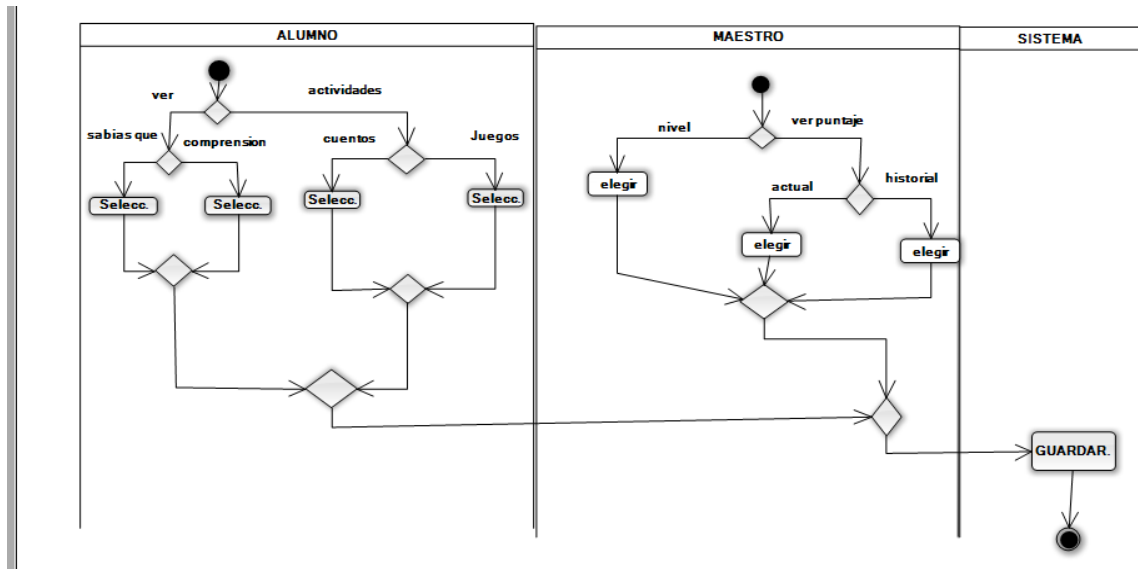 ALUMNO
MAESTRO
SISTEMA
ver
actividades
sabias que
comprension
cuentos
Juegos
Selecc.
Selecc.
Selecc.
Selecc.
nivel
ver puntaje
elegir
actual
historial
elegir
elegir
GUARDAR.